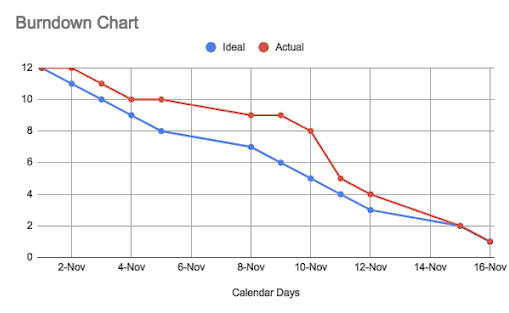 Burndown Chart
Ideal Actual
12
10
8
6
4
2
0
2-Nov 4-Nov 6-Nov 8-Nov 10-Nov 12-Nov 14-Nov 16-Nov
Calendar Days